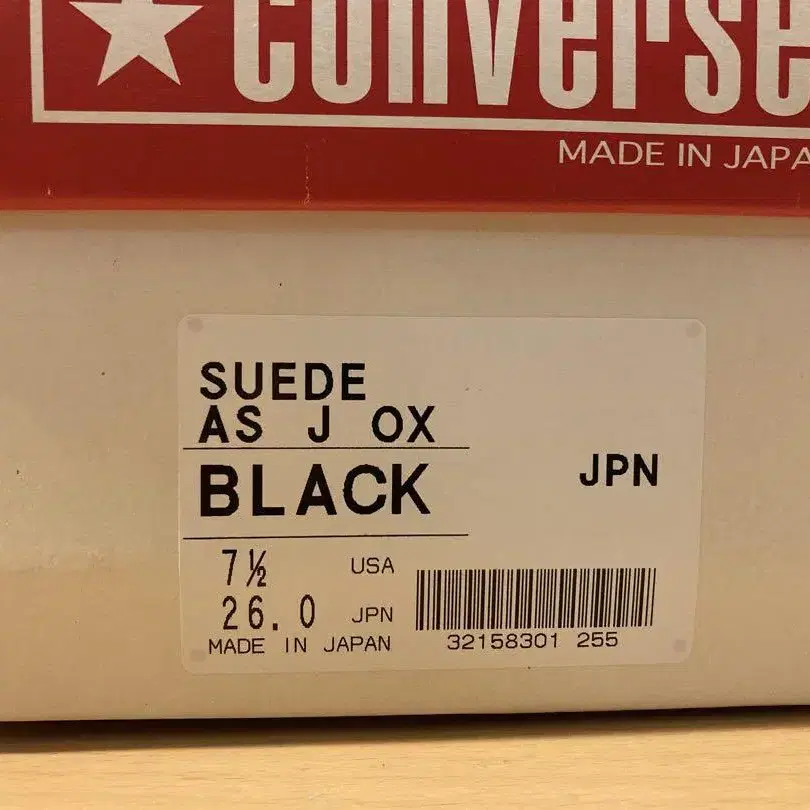 converse
MADE IN JAPA
SUEDE
AS J OX
BLACK
JPN
7½ USA
26.0 JPN
MADE IN JAPAN
32158301 255